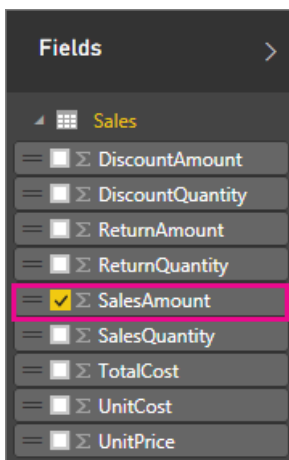 Fields
Sales
Σ DiscountAmount
Σ DiscountQuantity
Σ ReturnAmount
Σ ReturnQuantity
Σ SalesAmount
Σ SalesQuantity
Σ TotalCost
Σ UnitCost
Σ UnitPrice